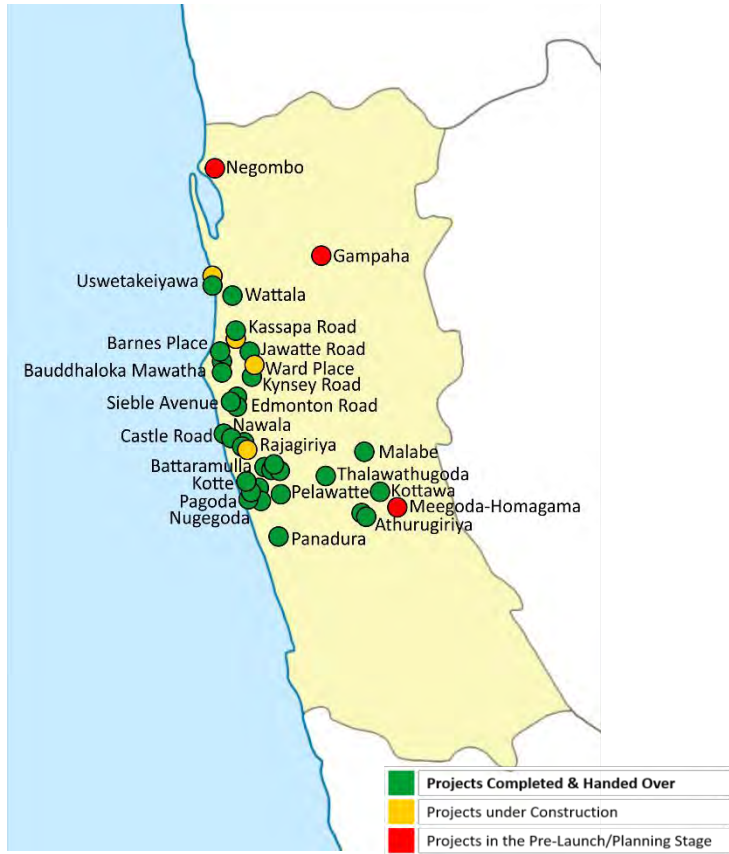 Negombo
Gampaha
Uswetakeiyawa
Wattala
Kassapa Road
Barnes Place
Jawatte Road
Bauddhaloka Mawatha
Ward Place
Kynsey Road
Sieble Avenue
Edmonton Road
Nawala
Castle Road
Rajagiriya
Malabe
Battaramulla
Thalawathugoda
Kotte
Pelawatte
Kottawa
Pagoda
Meegoda-Homagama
Nugegoda
Athurugiriya
Panadura
Projects Completed & Handed Over
Projects under Construction
Projects in the Pre-Launch/Planning Stage